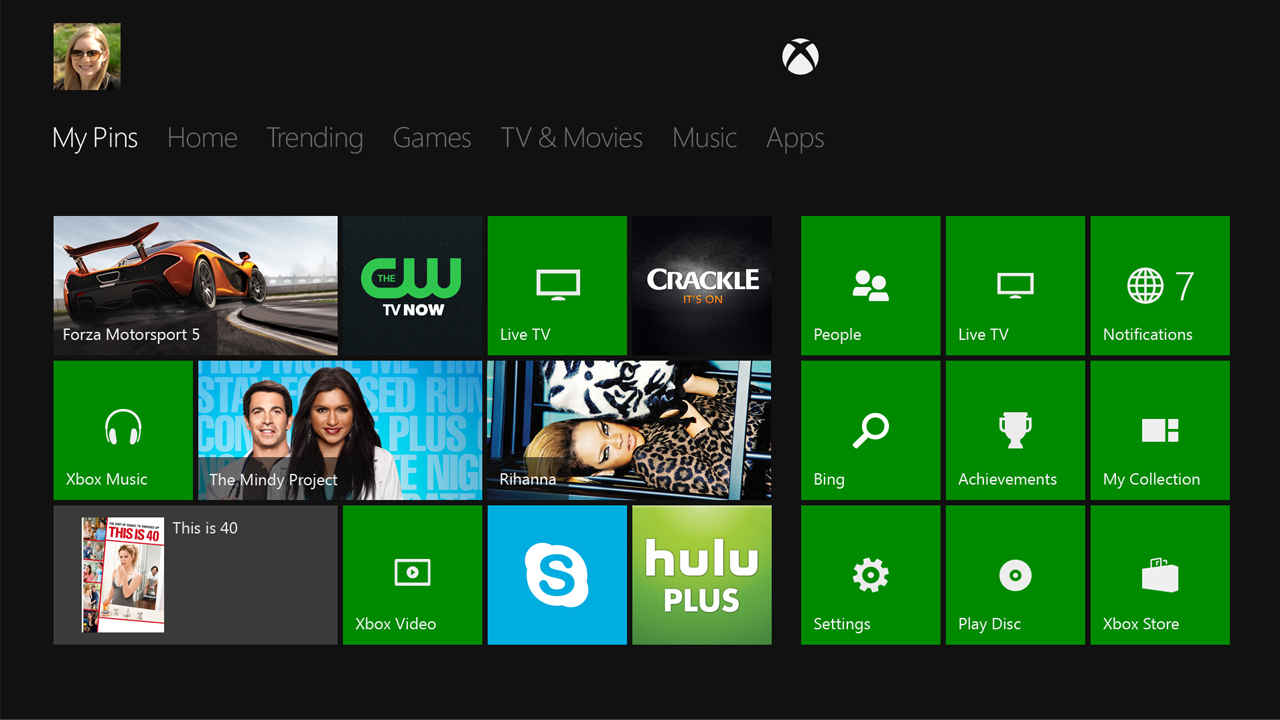 My Pins Home Trending Games TV & Movies Music Apps
Forza Motorsport 5
THE
CW
TV NOW
Live TV
CRACKLE
IT'S ON
People
Live TV
Notifications
7
Xbox Music
The Mindy Project
Rihanna
Bing
Achievements
My Collection
THIS IS 40
This is 40
Xbox Video
S
hulu
PLUS
Settings
Play Disc
Xbox Store